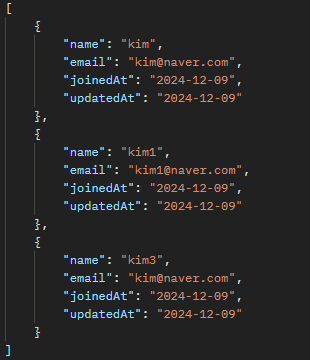 [
    {
        "name": "kim",
        "email": "kim@naver.com",
        "joinedAt": "2024-12-09",
        "updatedAt": "2024-12-09"
    },
    {
        "name": "kim1",
        "email": "kim1@naver.com",
        "joinedAt": "2024-12-09",
        "updatedAt": "2024-12-09"
    },
    {
        "name": "kim3",
        "email": "kim@naver.com",
        "joinedAt": "2024-12-09",
        "updatedAt": "2024-12-09"
    }
]